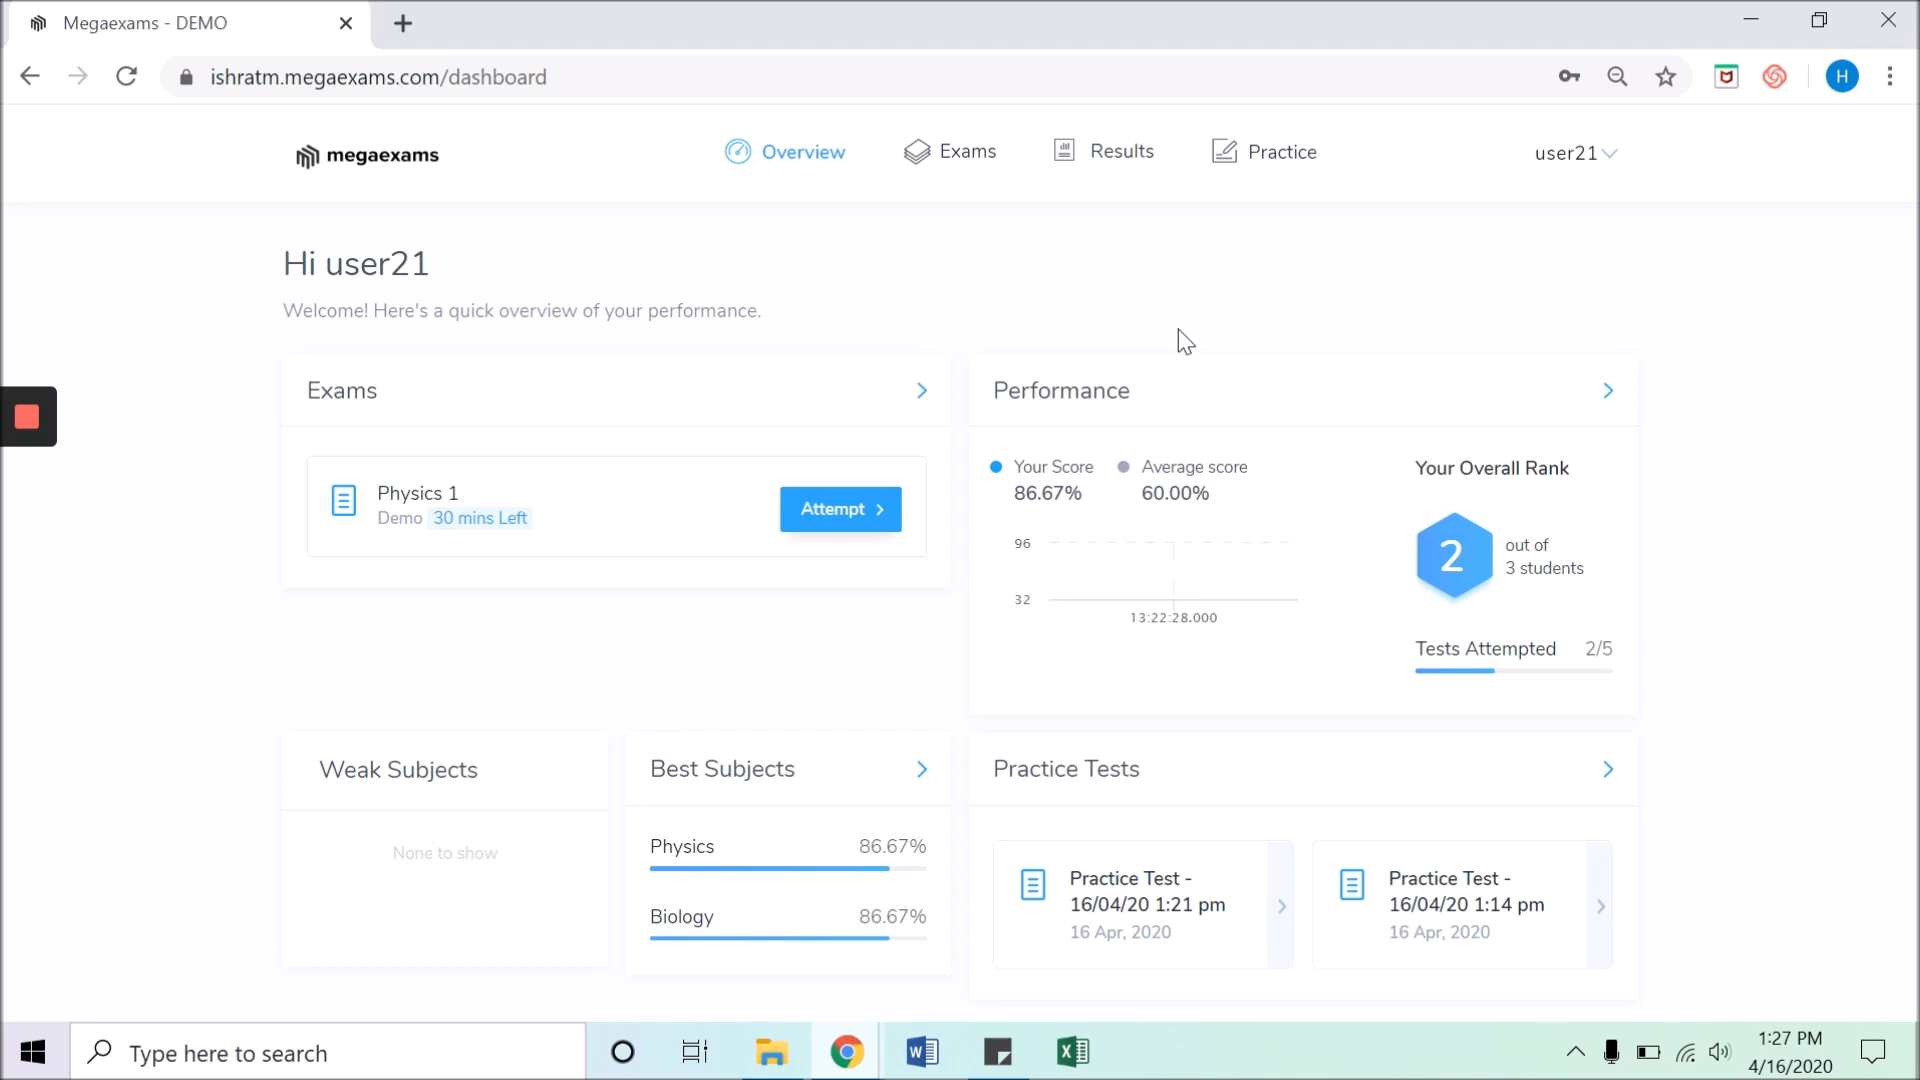 Megaexams - DEMO
ishratm.megaexams.com/dashboard
H
megaexams
Overview
Exams
Results
Practice
user21
Hi user21
Welcome! Here's a quick overview of your performance.
Exams
Physics 1
Demo 30 mins Left
Attempt
Performance
Your Score
86.67%
Average score
60.00%
96
32
13:22:28.000
Your Overall Rank
2
out of
3 students
Tests Attempted 2/5
Weak Subjects
None to show
Best Subjects
Physics 86.67%
Biology 86.67%
Practice Tests
Practice Test -
16/04/20 1:21 pm
16 Apr, 2020
Practice Test -
16/04/20 1:14 pm
16 Apr, 2020
Type here to search
1:27 PM
4/16/2020